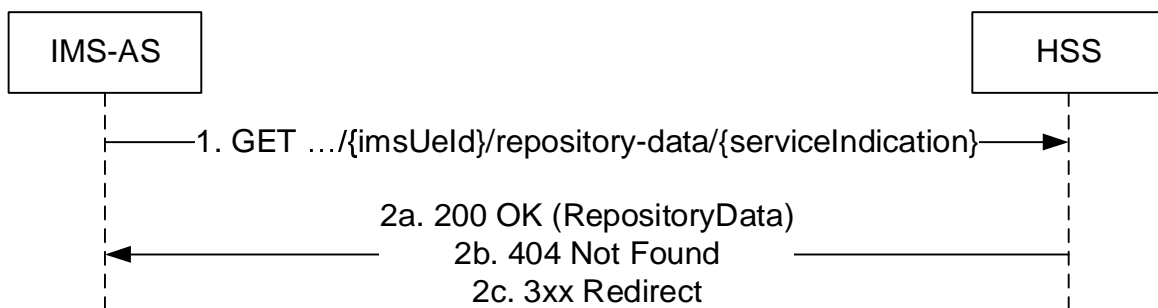 IMS-AS
HSS
1. GET …/{imsUeId}/repository-data/{serviceIndication}
2a. 200 OK (RepositoryData)
2b. 404 Not Found
2c. 3xx Redirect